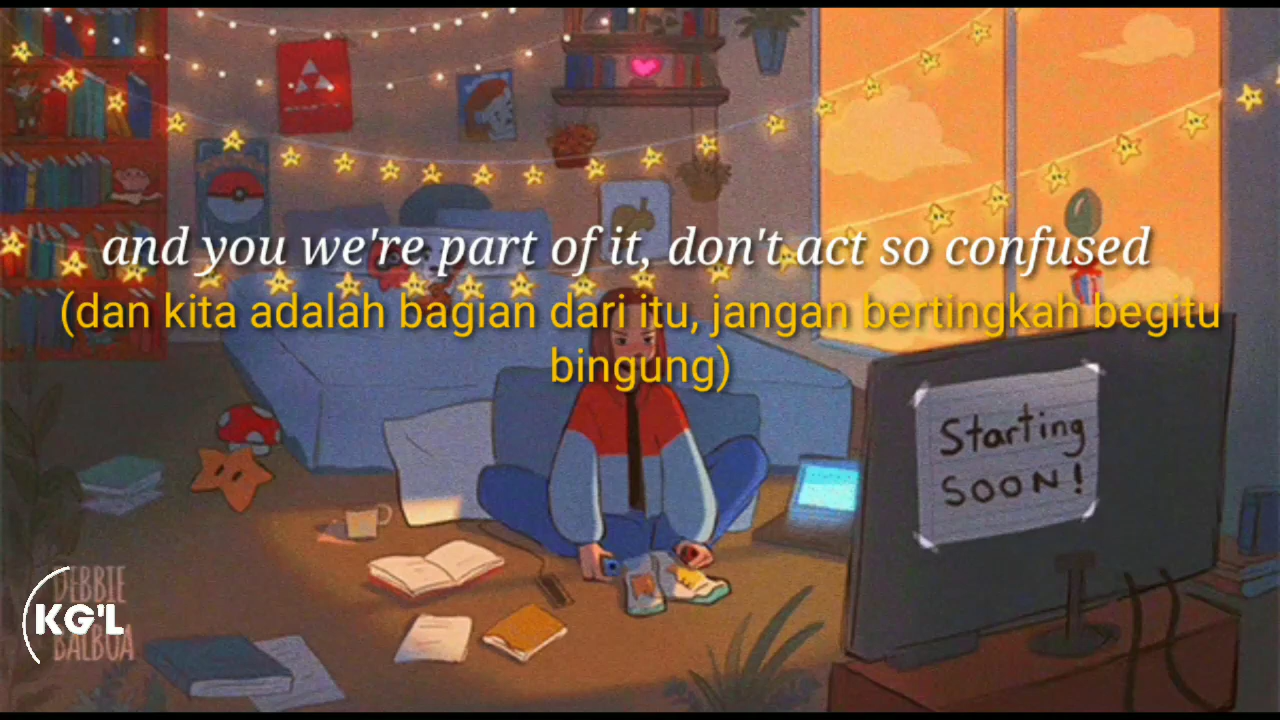 and you we're part of it, don't act so confused
(dan kita adalah bagian dari itu, jangan bertingkah begitu
bingung)
Starting
SOON!
DEBBIE
KG'L
BALBOA